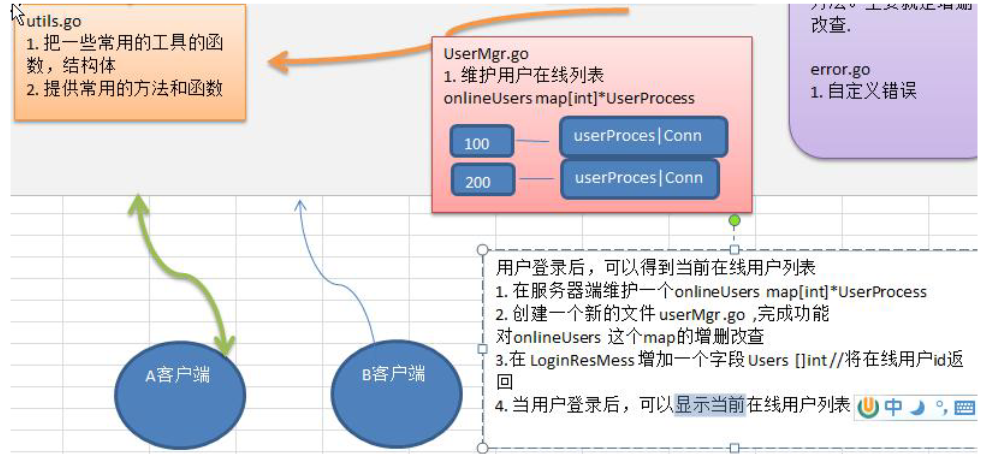 utils.go
1. 把一些常用的工具的函
数，结构体
2. 提供常用的方法和函数
UserMgr.go
1. 维护用户在线列表
onlineUsers map[int]*UserProcess
100
userProces|Conn
200
userProces|Conn
改查.
error.go
1. 自定义错误
A客户端
B客户端
用户登录后，可以得到当前在线用户列表
1. 在服务器端维护一个onlineUsers map[int]*UserProcess
2. 创建一个新的文件 userMgr.go ,完成功能
对onlineUsers 这个map的增删改查
3.在 LoginResMess 增加一个字段 Users []int //将在线用户id返
回
4. 当用户登录后，可以显示当前在线用户列表
中